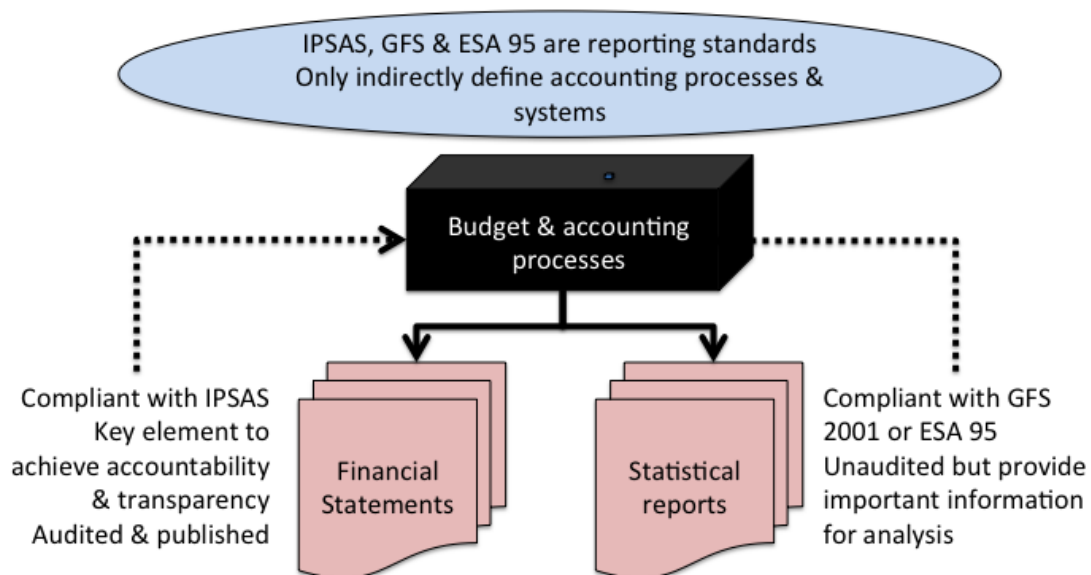 IPSAS, GFS & ESA 95 are reporting standards
Only indirectly define accounting processes &
systems
Budget & accounting
processes
Compliant with IPSAS
Key element to
achieve accountability
& transparency
Audited & published
Financial
Statements
Statistical
reports
Compliant with GFS
2001 or ESA 95
Unaudited but provide
important information
for analysis